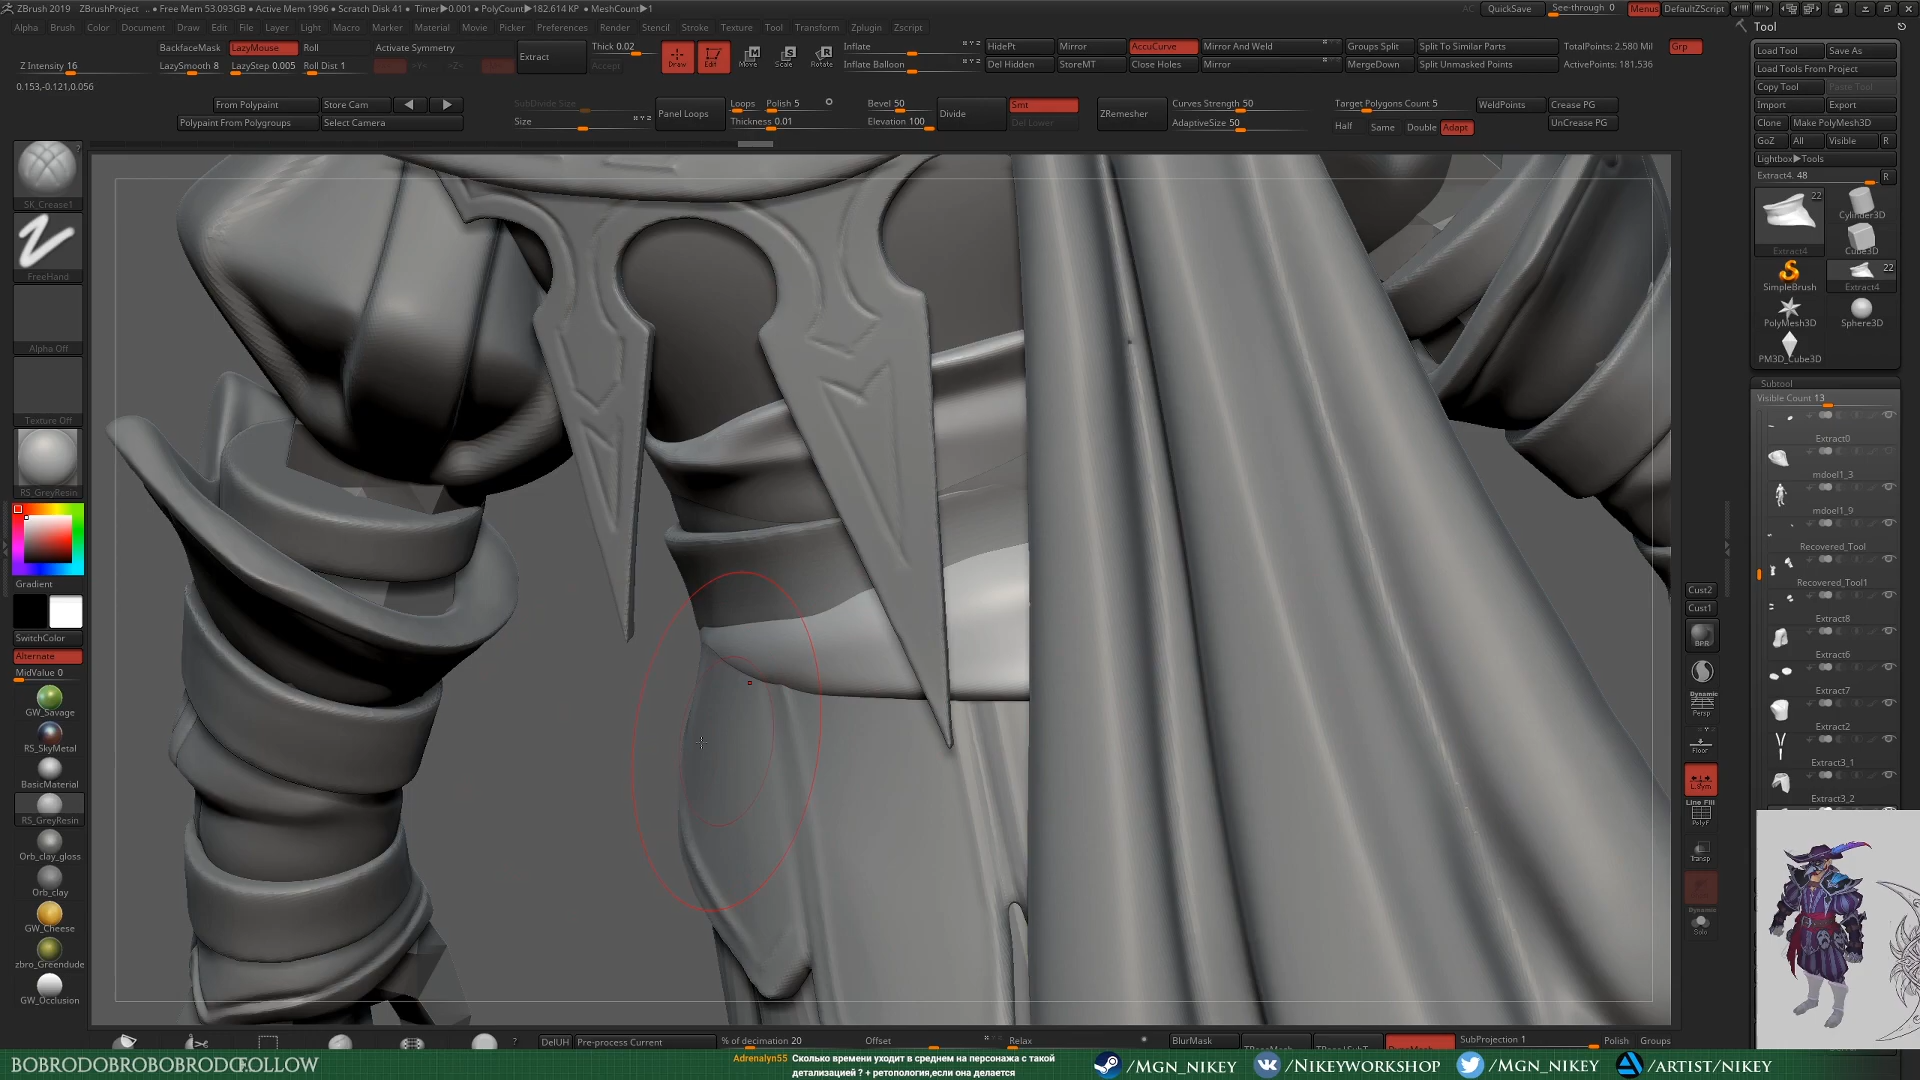 ZBrush 2019 ZBrushProject .. • Free Mem 53.093GB • Active Mem 1996 • Scratch Disk 41 • Timer▶0.001 • PolyCount▶182.614 KP • MeshCount▶1
AC QuickSave See-through 0 Menus DefaultZScript
Alpha Brush Color Document Draw Edit File Layer Light Macro Marker Material Movie Picker Preferences Render Stencil Stroke Texture Tool Transform Zplugin Zscript
Tool
BackfaceMask LazyMouse Roll Activate Symmetry
Z Intensity 16 LazySmooth 8 LazyStep 0.005 Roll Dist 1
Extract Thick 0.02 Accept
Draw Edit Move Scale Rotate
Inflate
Inflate Balloon
HidePt Mirror AccuCurve Mirror And Weld Groups Split Split To Similar Parts TotalPoints: 2.580 Mil Grp
Del Hidden StoreMT Close Holes Mirror MergeDown Split Unmasked Points ActivePoints: 181,536
0.153,-0.121,0.056
From Polypaint Store Cam
Polypaint From Polygroups Select Camera
SubDivide Size
Size
Panel Loops
Loops Polish 5
Thickness 0.01
Bevel 50
Elevation 100
Divide
Smt
Del Lower
ZRemesher
Curves Strength 50
AdaptiveSize 50
Target Polygons Count 5
Half Same Double Adapt
WeldPoints Crease PG
UnCrease PG
Load Tool Save As
Load Tools From Project
Copy Tool Paste Tool
Import Export
Clone Make PolyMesh3D
GoZ All Visible R
Lightbox▶Tools
Extract4. 48 R
22
Extract4
Cylinder3D
Cube3D
SimpleBrush
22
Extract4
PolyMesh3D Sphere3D
PM3D_Cube3D
Subtool
Visible Count 13
Extract0
mdoel1_3
mdoel1_9
Recovered_Tool
Recovered_Tool1
Extract8
Extract6
Extract7
Extract2
Extract3_1
Extract3_2
SK_Crease1
FreeHand
Alpha Off
Texture Off
RS_GreyResin
Gradient
SwitchColor
Alternate
MidValue 0
GW_Savage
RS_SkyMetal
BasicMaterial
RS_GreyResin
Orb_clay_gloss
Orb_clay
GW_Cheese
zbro_Greendude
GW_Occlusion
Cust2
Cust1
BPR
Dynamic
Persp
Floor
L.Sym
Line Fill
PolyF
Transp
Dynamic
Solo
DelUH Pre-process Current % of decimation 20 Offset Relax BlurMask SubProjection 1 Polish Groups
Adrenalyn55 Сколько времени уходит в среднем на персонажа с такой
детализацией ? + ретопология,если она делается
/Mgn_nikey /Nikeyworkshop /Mgn_nikey /artist/nikey